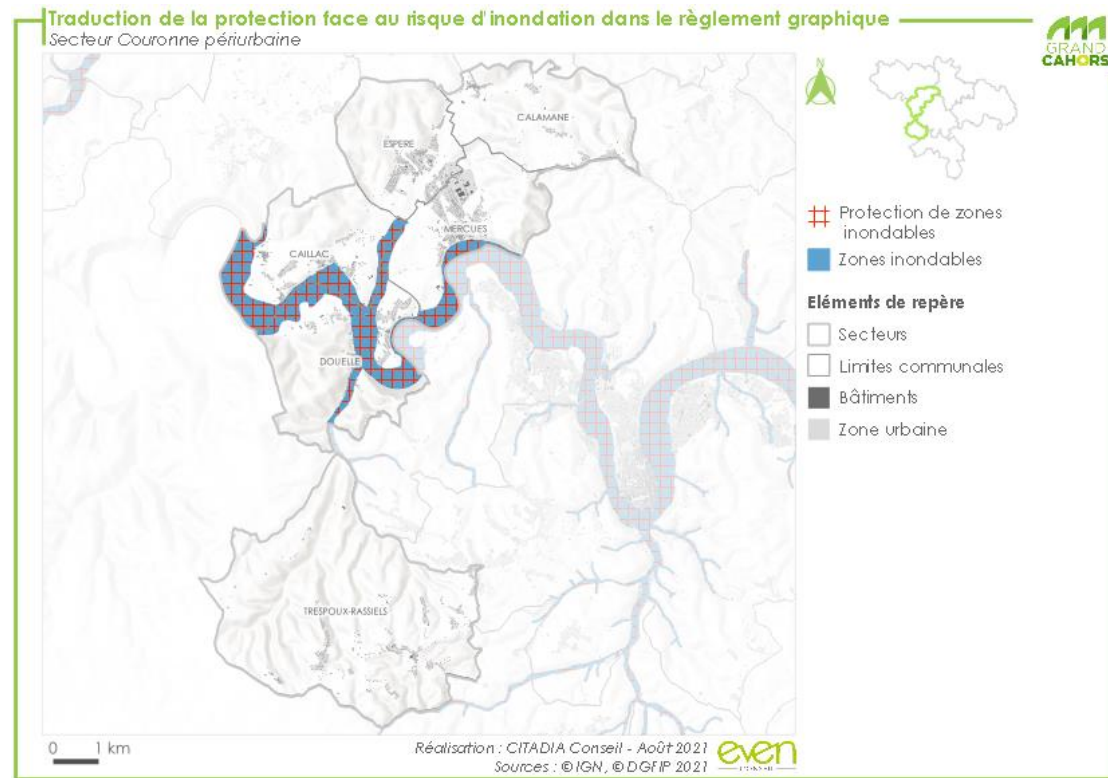 Traduction de la protection face au risque d'inondation dans le règlement graphique
Secteur Couronne périurbaine
GRAND
CAHORS
N
CALAMANE
ESPERE
MERCUES
CAILLAC
DOUELLE
TRESPOUX-RASSIELS
Protection de zones
inondables
Zones inondables
Eléments de repère
Secteurs
Limites communales
Bâtiments
Zone urbaine
0 1 km
Réalisation : CITADIA Conseil - Août 2021
Sources : © IGN, © DGFIP 2021
even
CONSEIL